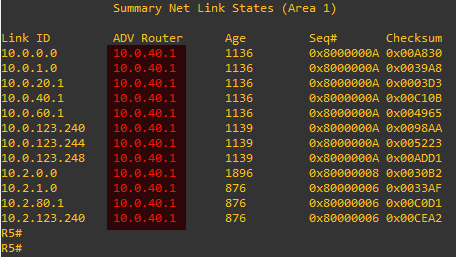 Summary Net Link States (Area 1)
Link ID ADV Router Age Seq# Checksum
10.0.0.0 10.0.40.1 1136 0x8000000A 0x00A830
10.0.1.0 10.0.40.1 1136 0x8000000A 0x0039A8
10.0.20.1 10.0.40.1 1136 0x8000000A 0x0003D3
10.0.40.1 10.0.40.1 1136 0x8000000A 0x00C10B
10.0.60.1 10.0.40.1 1136 0x8000000A 0x004965
10.0.123.240 10.0.40.1 1139 0x8000000A 0x0098AA
10.0.123.244 10.0.40.1 1139 0x8000000A 0x005223
10.0.123.248 10.0.40.1 1139 0x8000000A 0x00ADD1
10.2.0.0 10.0.40.1 1896 0x80000008 0x0030B2
10.2.1.0 10.0.40.1 876 0x80000006 0x0033AF
10.2.80.1 10.0.40.1 876 0x80000006 0x00C0D1
10.2.123.240 10.0.40.1 876 0x80000006 0x00CEA2
R5#
R5#